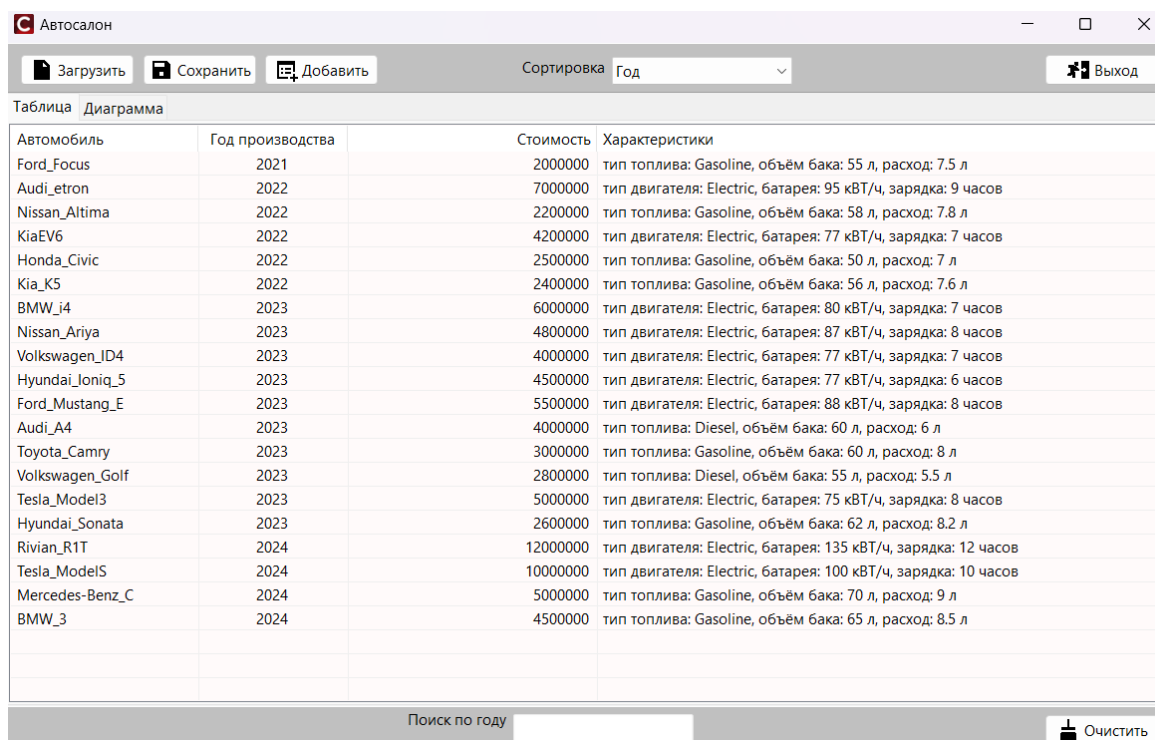 C Автосалон
Загрузить Сохранить Добавить Сортировка Год Выход
Таблица Диаграмма
Автомобиль Год производства Стоимость Характеристики
Ford_Focus 2021 2000000 тип топлива: Gasoline, объём бака: 55 л, расход: 7.5 л
Audi_etron 2022 7000000 тип двигателя: Electric, батарея: 95 кВТ/ч, зарядка: 9 часов
Nissan_Altima 2022 2200000 тип топлива: Gasoline, объём бака: 58 л, расход: 7.8 л
KiaEV6 2022 4200000 тип двигателя: Electric, батарея: 77 кВТ/ч, зарядка: 7 часов
Honda_Civic 2022 2500000 тип топлива: Gasoline, объём бака: 50 л, расход: 7 л
Kia_K5 2022 2400000 тип топлива: Gasoline, объём бака: 56 л, расход: 7.6 л
BMW_i4 2023 6000000 тип двигателя: Electric, батарея: 80 кВТ/ч, зарядка: 7 часов
Nissan_Ariya 2023 4800000 тип двигателя: Electric, батарея: 87 кВТ/ч, зарядка: 8 часов
Volkswagen_ID4 2023 4000000 тип двигателя: Electric, батарея: 77 кВТ/ч, зарядка: 7 часов
Hyundai_Ioniq_5 2023 4500000 тип двигателя: Electric, батарея: 77 кВТ/ч, зарядка: 6 часов
Ford_Mustang_E 2023 5500000 тип двигателя: Electric, батарея: 88 кВТ/ч, зарядка: 8 часов
Audi_A4 2023 4000000 тип топлива: Diesel, объём бака: 60 л, расход: 6 л
Toyota_Camry 2023 3000000 тип топлива: Gasoline, объём бака: 60 л, расход: 8 л
Volkswagen_Golf 2023 2800000 тип топлива: Diesel, объём бака: 55 л, расход: 5.5 л
Tesla_Model3 2023 5000000 тип двигателя: Electric, батарея: 75 кВТ/ч, зарядка: 8 часов
Hyundai_Sonata 2023 2600000 тип топлива: Gasoline, объём бака: 62 л, расход: 8.2 л
Rivian_R1T 2024 12000000 тип двигателя: Electric, батарея: 135 кВТ/ч, зарядка: 12 часов
Tesla_ModelS 2024 10000000 тип двигателя: Electric, батарея: 100 кВТ/ч, зарядка: 10 часов
Mercedes-Benz_C 2024 5000000 тип топлива: Gasoline, объём бака: 70 л, расход: 9 л
BMW_3 2024 4500000 тип топлива: Gasoline, объём бака: 65 л, расход: 8.5 л
Поиск по году Очистить